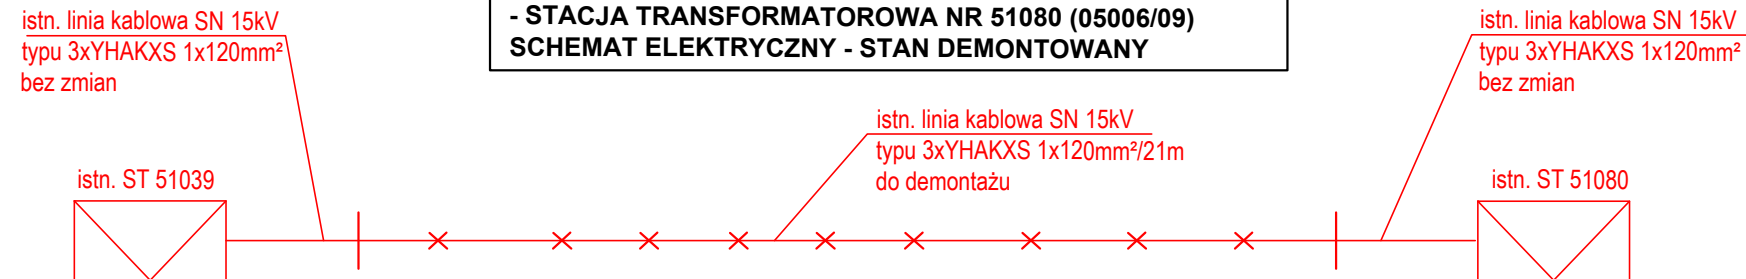 - STACJA TRANSFORMATOROWA NR 51080 (05006/09)
SCHEMAT ELEKTRYCZNY - STAN DEMONTOWANY
istn. linia kablowa SN 15kV
typu 3xYHAKXS 1x120mm²
bez zmian
istn. linia kablowa SN 15kV
typu 3xYHAKXS 1x120mm²/21m
do demontażu
istn. linia kablowa SN 15kV
typu 3xYHAKXS 1x120mm²
bez zmian
istn. ST 51039
istn. ST 51080